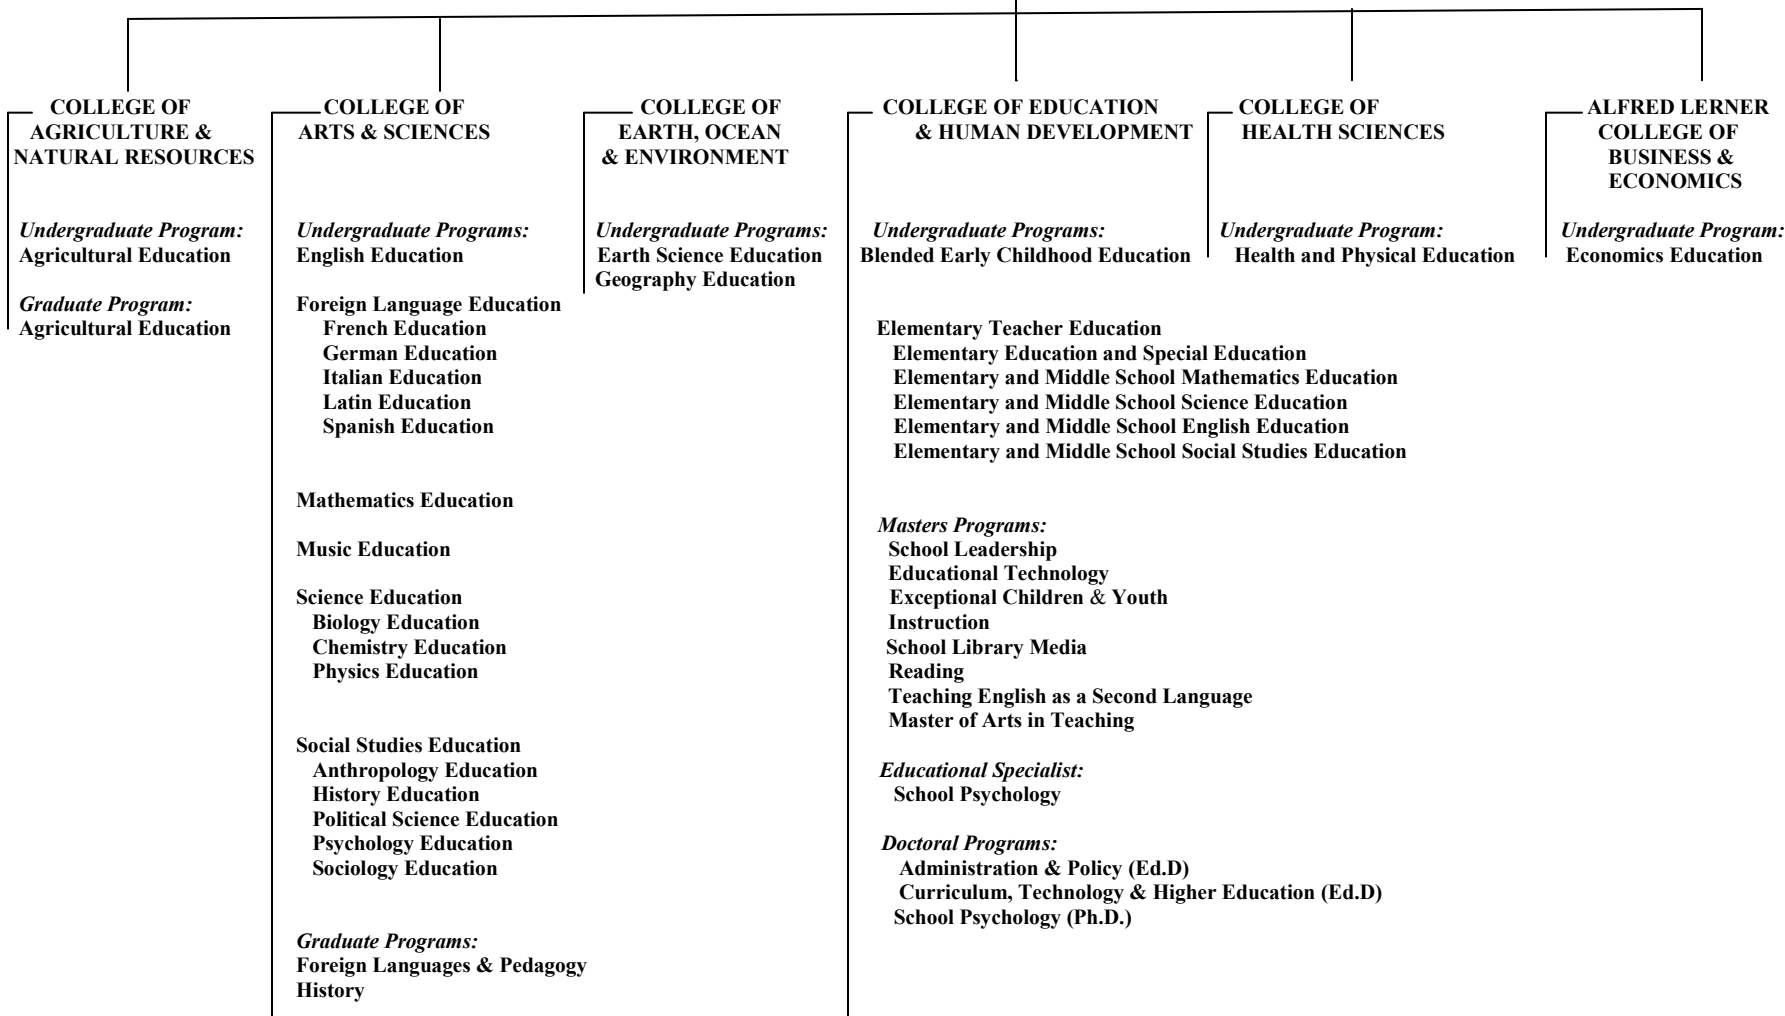 COLLEGE OF
AGRICULTURE &
NATURAL RESOURCES
Undergraduate Program:
Agricultural Education
Graduate Program:
Agricultural Education
COLLEGE OF
ARTS & SCIENCES
Undergraduate Programs:
English Education
Foreign Language Education
French Education
German Education
Italian Education
Latin Education
Spanish Education
Mathematics Education
Music Education
Science Education
Biology Education
Chemistry Education
Physics Education
Social Studies Education
Anthropology Education
History Education
Political Science Education
Psychology Education
Sociology Education
Graduate Programs:
Foreign Languages & Pedagogy
History
COLLEGE OF
EARTH, OCEAN
& ENVIRONMENT
Undergraduate Programs:
Earth Science Education
Geography Education
COLLEGE OF EDUCATION
& HUMAN DEVELOPMENT
Undergraduate Programs:
Blended Early Childhood Education
Elementary Teacher Education
Elementary Education and Special Education
Elementary and Middle School Mathematics Education
Elementary and Middle School Science Education
Elementary and Middle School English Education
Elementary and Middle School Social Studies Education
Masters Programs:
School Leadership
Educational Technology
Exceptional Children & Youth
Instruction
School Library Media
Reading
Teaching English as a Second Language
Master of Arts in Teaching
Educational Specialist:
School Psychology
Doctoral Programs:
Administration & Policy (Ed.D)
Curriculum, Technology & Higher Education (Ed.D)
School Psychology (Ph.D.)
COLLEGE OF
HEALTH SCIENCES
Undergraduate Program:
Health and Physical Education
ALFRED LERNER
COLLEGE OF
BUSINESS &
ECONOMICS
Undergraduate Program:
Economics Education